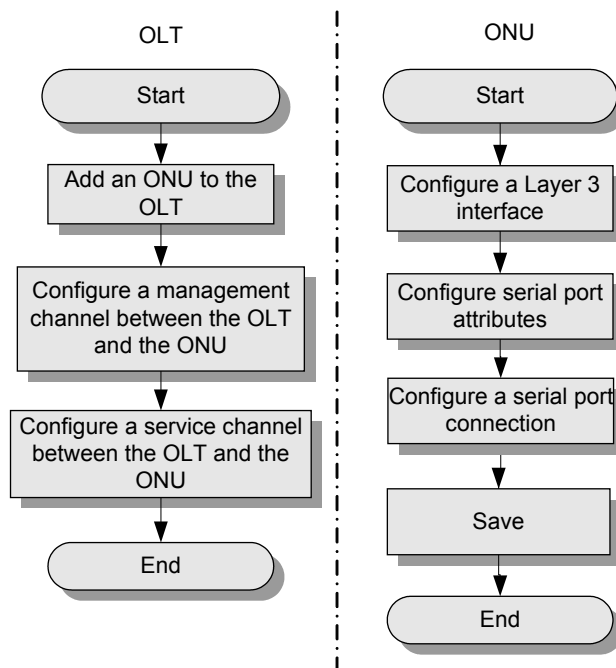 OLT
Start
Add an ONU to the
OLT
Configure a management
channel between the OLT
and the ONU
Configure a service channel
between the OLT and the
ONU
End
ONU
Start
Configure a Layer 3
interface
Configure serial port
attributes
Configure a serial port
connection
Save
End